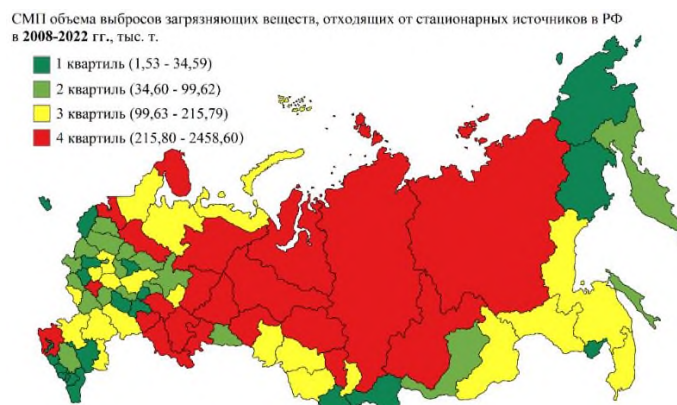 СМП объема выбросов загрязняющих веществ, отходящих от стационарных источников в РФ
в 2008-2022 гг., тыс. т.
1 квартиль (1,53 - 34,59)
2 квартиль (34,60 - 99,62)
3 квартиль (99,63 - 215,79)
4 квартиль (215,80 - 2458,60)